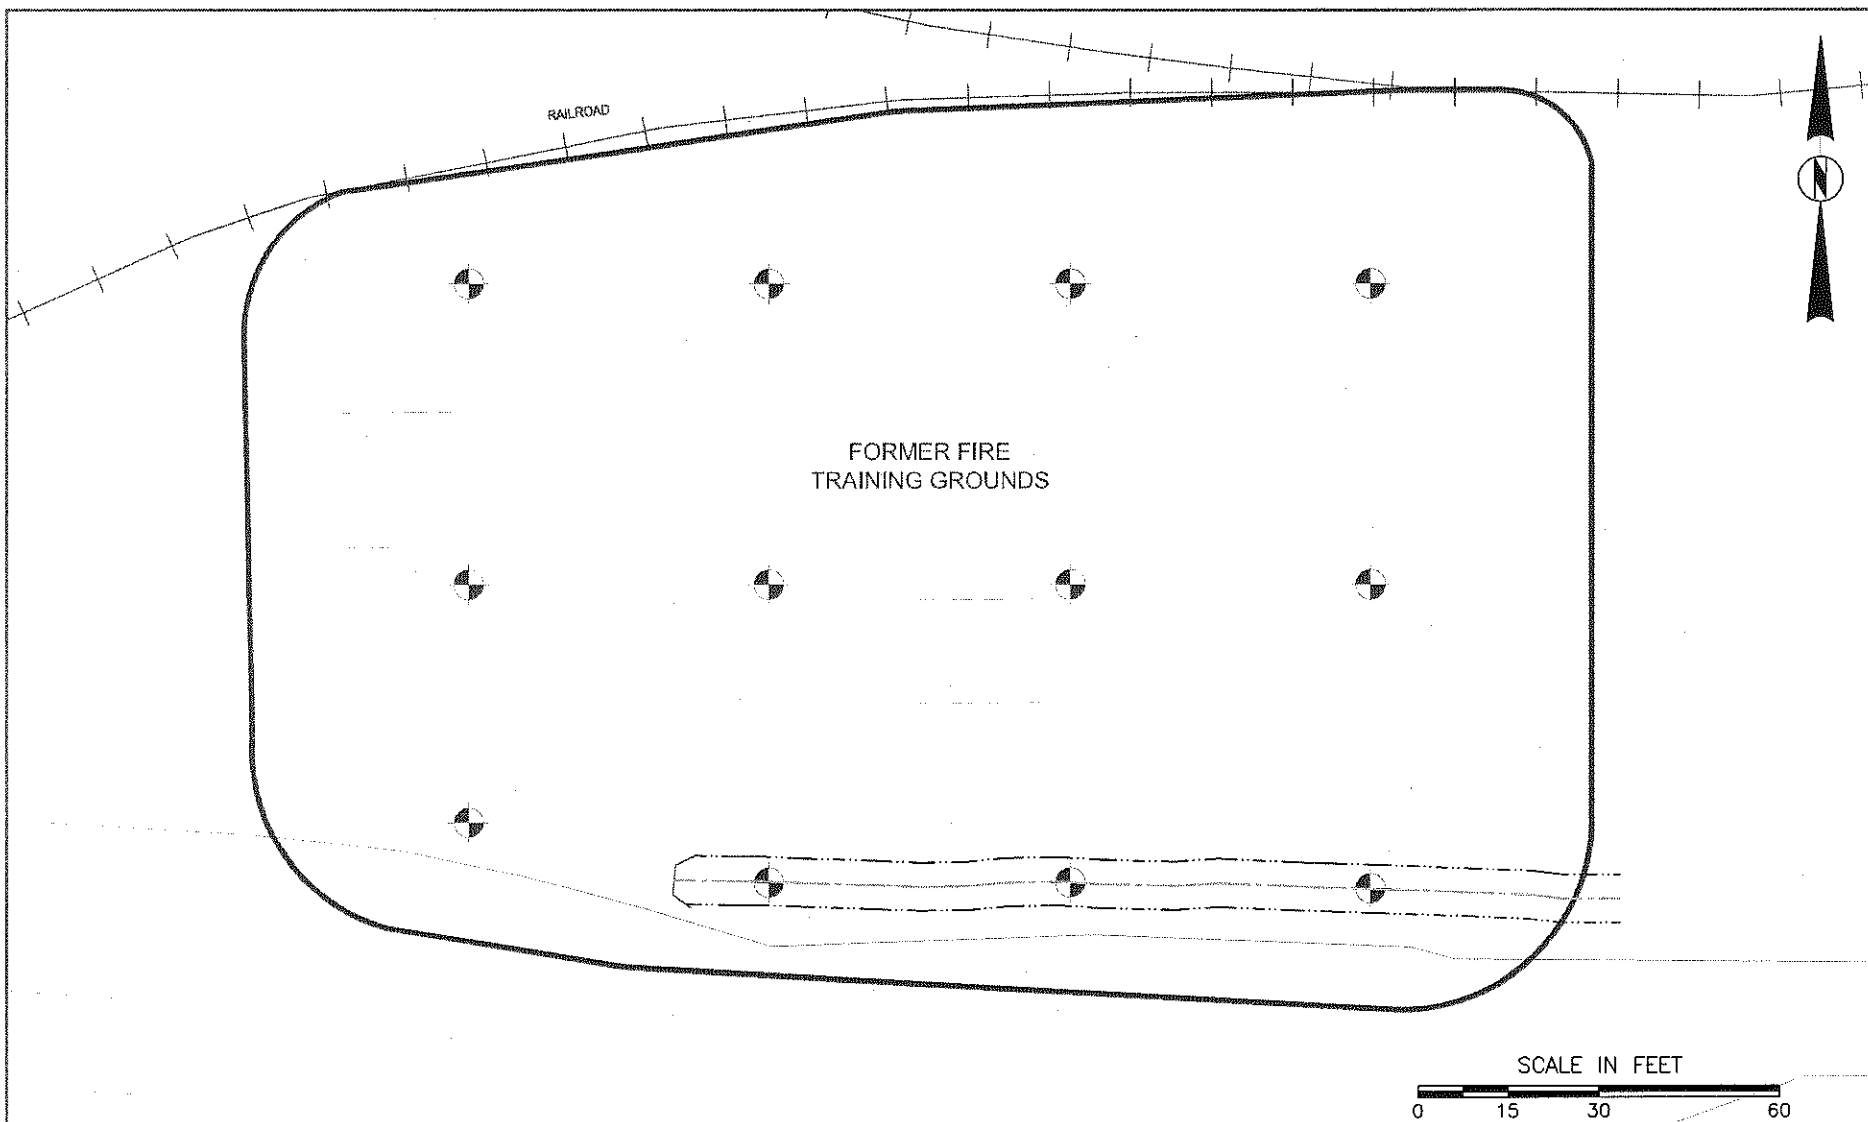 RAILROAD
N
FORMER FIRE
TRAINING GROUNDS
SCALE IN FEET
0 15 30 60